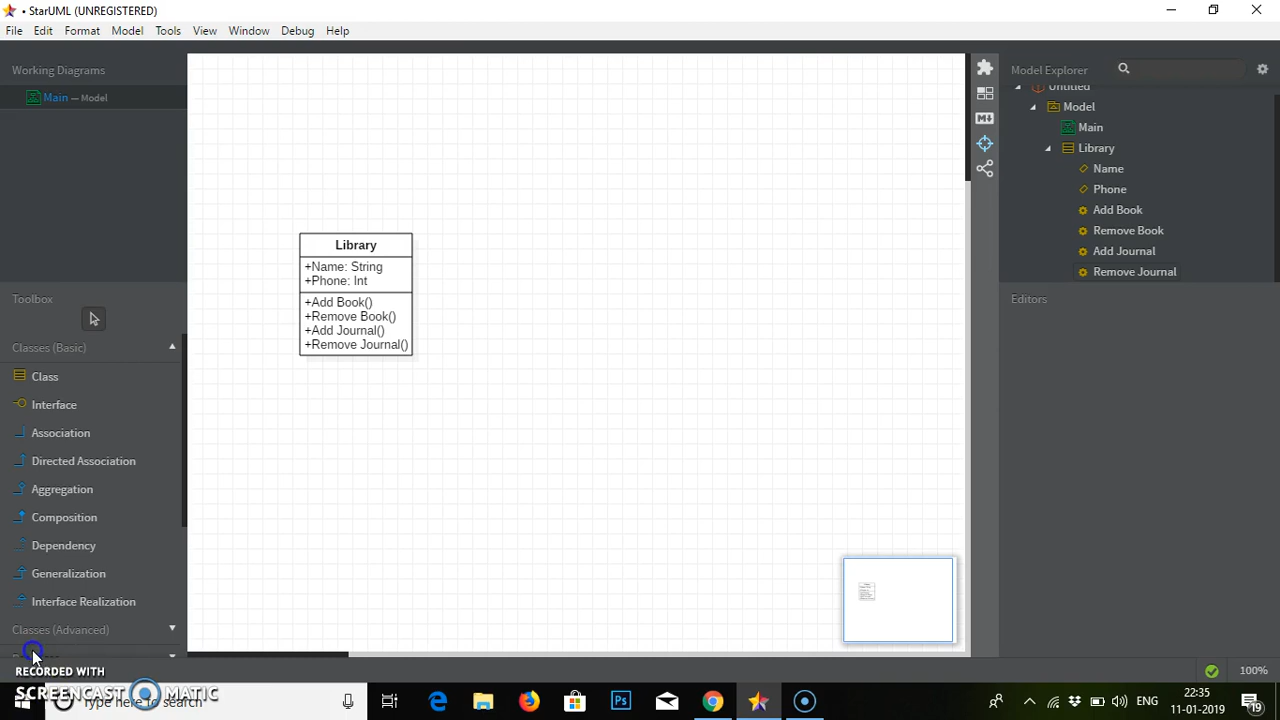 • StarUML (UNREGISTERED)
File Edit Format Model Tools View Window Debug Help
Working Diagrams
Main — Model
Toolbox
Classes (Basic)
Class
Interface
Association
Directed Association
Aggregation
Composition
Dependency
Generalization
Interface Realization
Classes (Advanced)
Library
+Name: String
+Phone: Int
+Add Book()
+Remove Book()
+Add Journal()
+Remove Journal()
Model Explorer
Untitled
Model
Main
Library
Name
Phone
Add Book
Remove Book
Add Journal
Remove Journal
Editors
100%
RECORDED WITH
SCREENCAST MATIC
Type here to search
Ps
ENG
22:35
11-01-2019
19